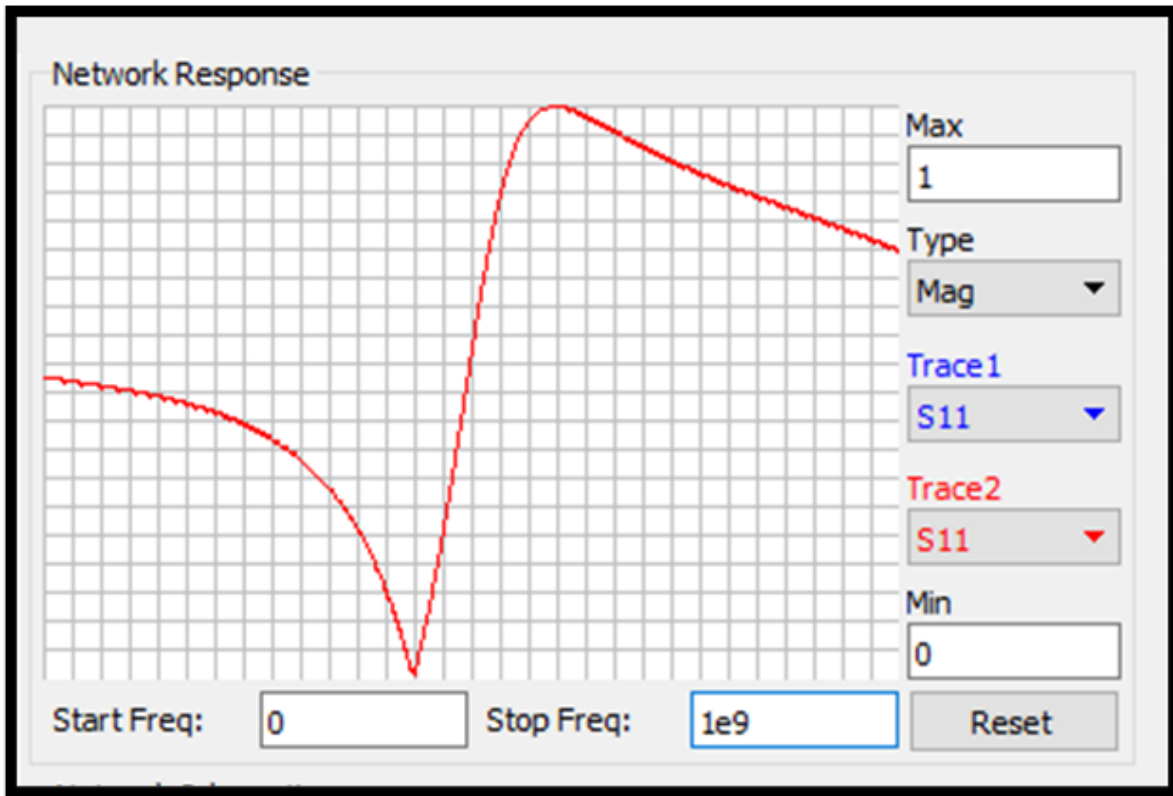 Network Response
Max
1
Type
Mag
Trace1
S11
Trace2
S11
Min
0
Start Freq: 0 Stop Freq: 1e9 Reset